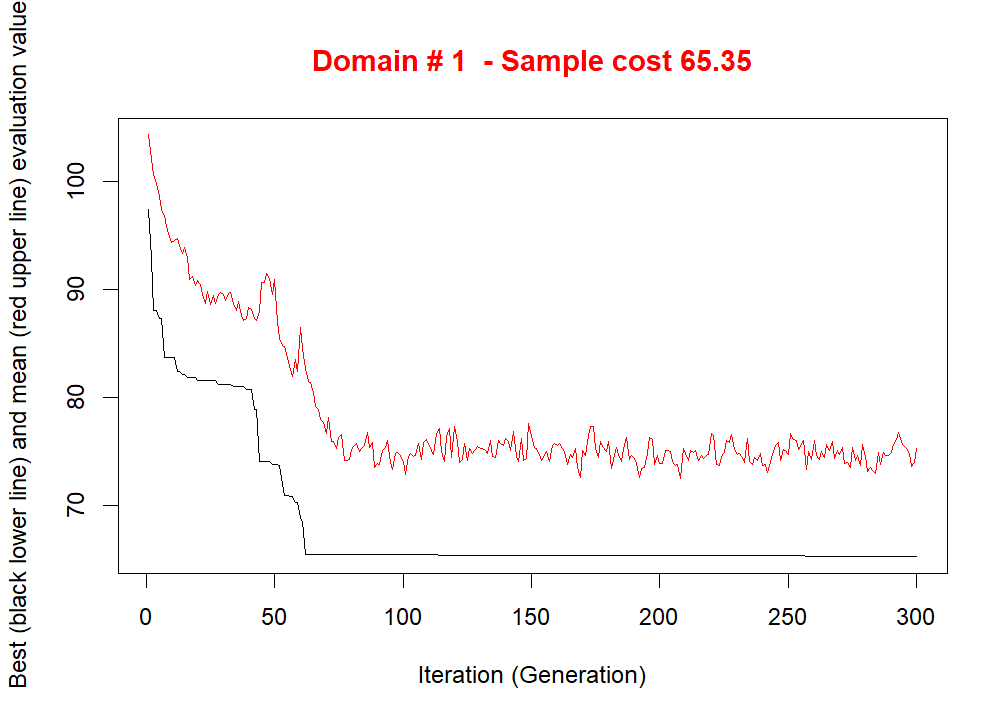 Domain # 1  - Sample cost 65.35
Best (black lower line) and mean (red upper line) evaluation value
100
90
80
70
0 50 100 150 200 250 300
Iteration (Generation)